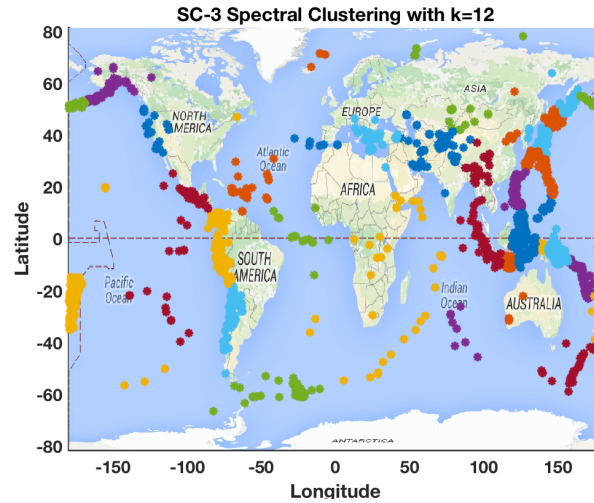 SC-3 Spectral Clustering with k=12
80
60
40
20
0
-20
-40
-60
-80
Latitude
NORTH
AMERICA
EUROPE
ASIA
Atlantic
Ocean
AFRICA
SOUTH
AMERICA
Pacific
Ocean
Indian
Ocean
AUSTRALIA
ANTARCTICA
-150
-100
-50
0
50
100
150
Longitude